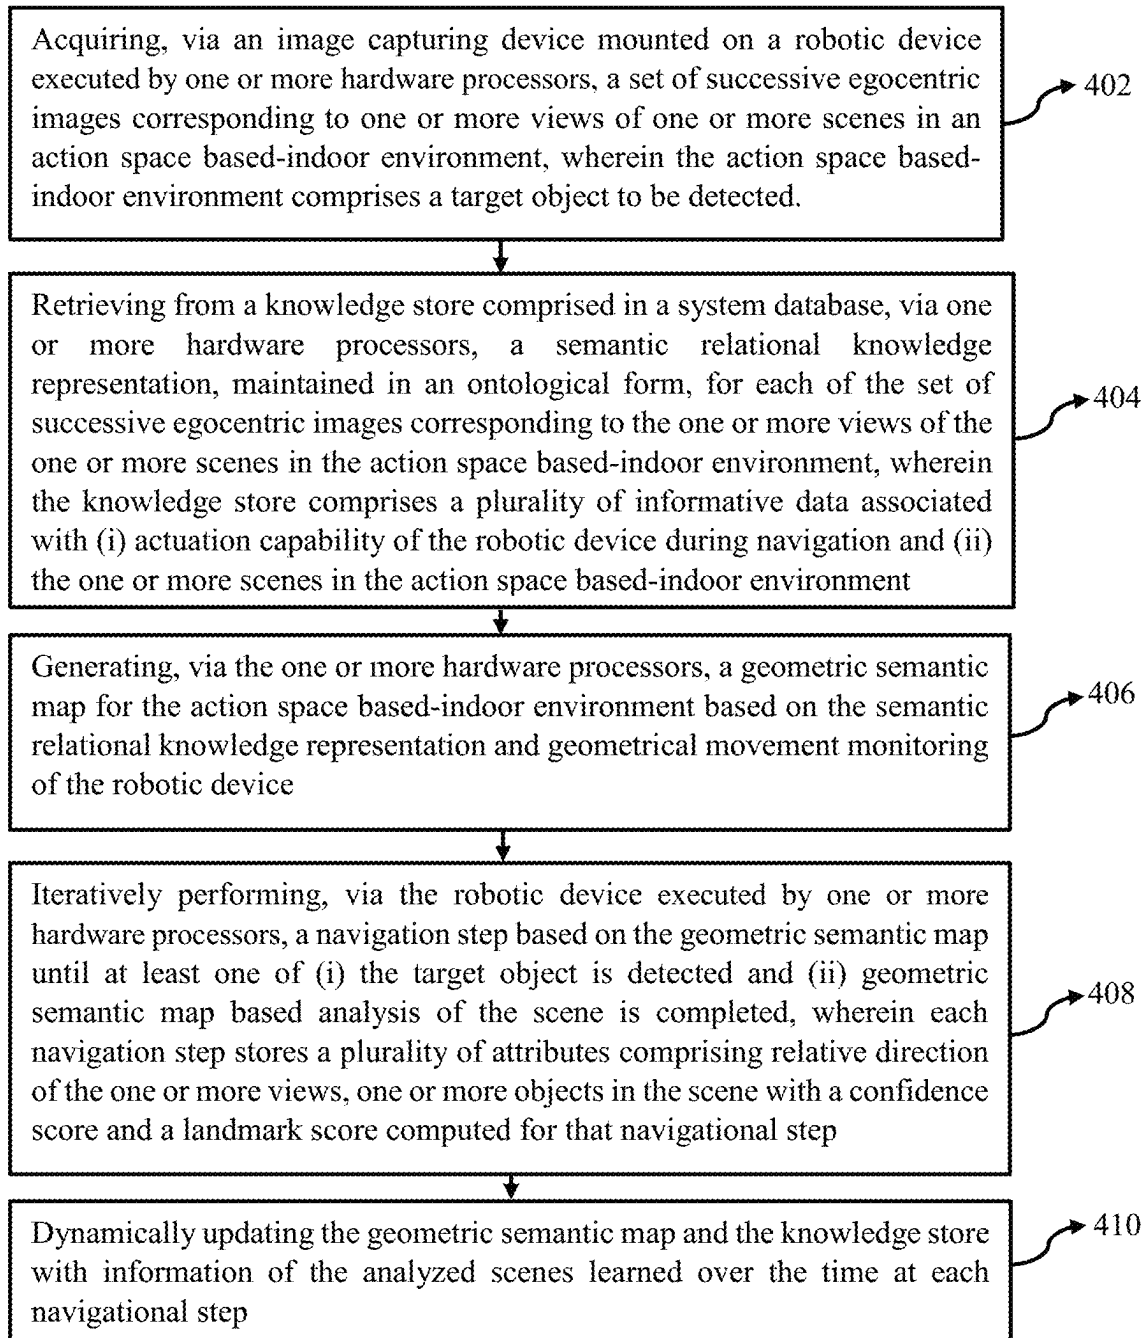 Acquiring, via an image capturing device mounted on a robotic device
executed by one or more hardware processors, a set of successive egocentric
images corresponding to one or more views of one or more scenes in an
action space based-indoor environment, wherein the action space based-
indoor environment comprises a target object to be detected.
402
Retrieving from a knowledge store comprised in a system database, via one
or more hardware processors, a semantic relational knowledge
representation, maintained in an ontological form, for each of the set of
successive egocentric images corresponding to the one or more views of the
one or more scenes in the action space based-indoor environment, wherein
the knowledge store comprises a plurality of informative data associated
with (i) actuation capability of the robotic device during navigation and (ii)
the one or more scenes in the action space based-indoor environment
404
Generating, via the one or more hardware processors, a geometric semantic
map for the action space based-indoor environment based on the semantic
relational knowledge representation and geometrical movement monitoring
of the robotic device
406
Iteratively performing, via the robotic device executed by one or more
hardware processors, a navigation step based on the geometric semantic map
until at least one of (i) the target object is detected and (ii) geometric
semantic map based analysis of the scene is completed, wherein each
navigation step stores a plurality of attributes comprising relative direction
of the one or more views, one or more objects in the scene with a confidence
score and a landmark score computed for that navigational step
408
Dynamically updating the geometric semantic map and the knowledge store
with information of the analyzed scenes learned over the time at each
navigational step
410